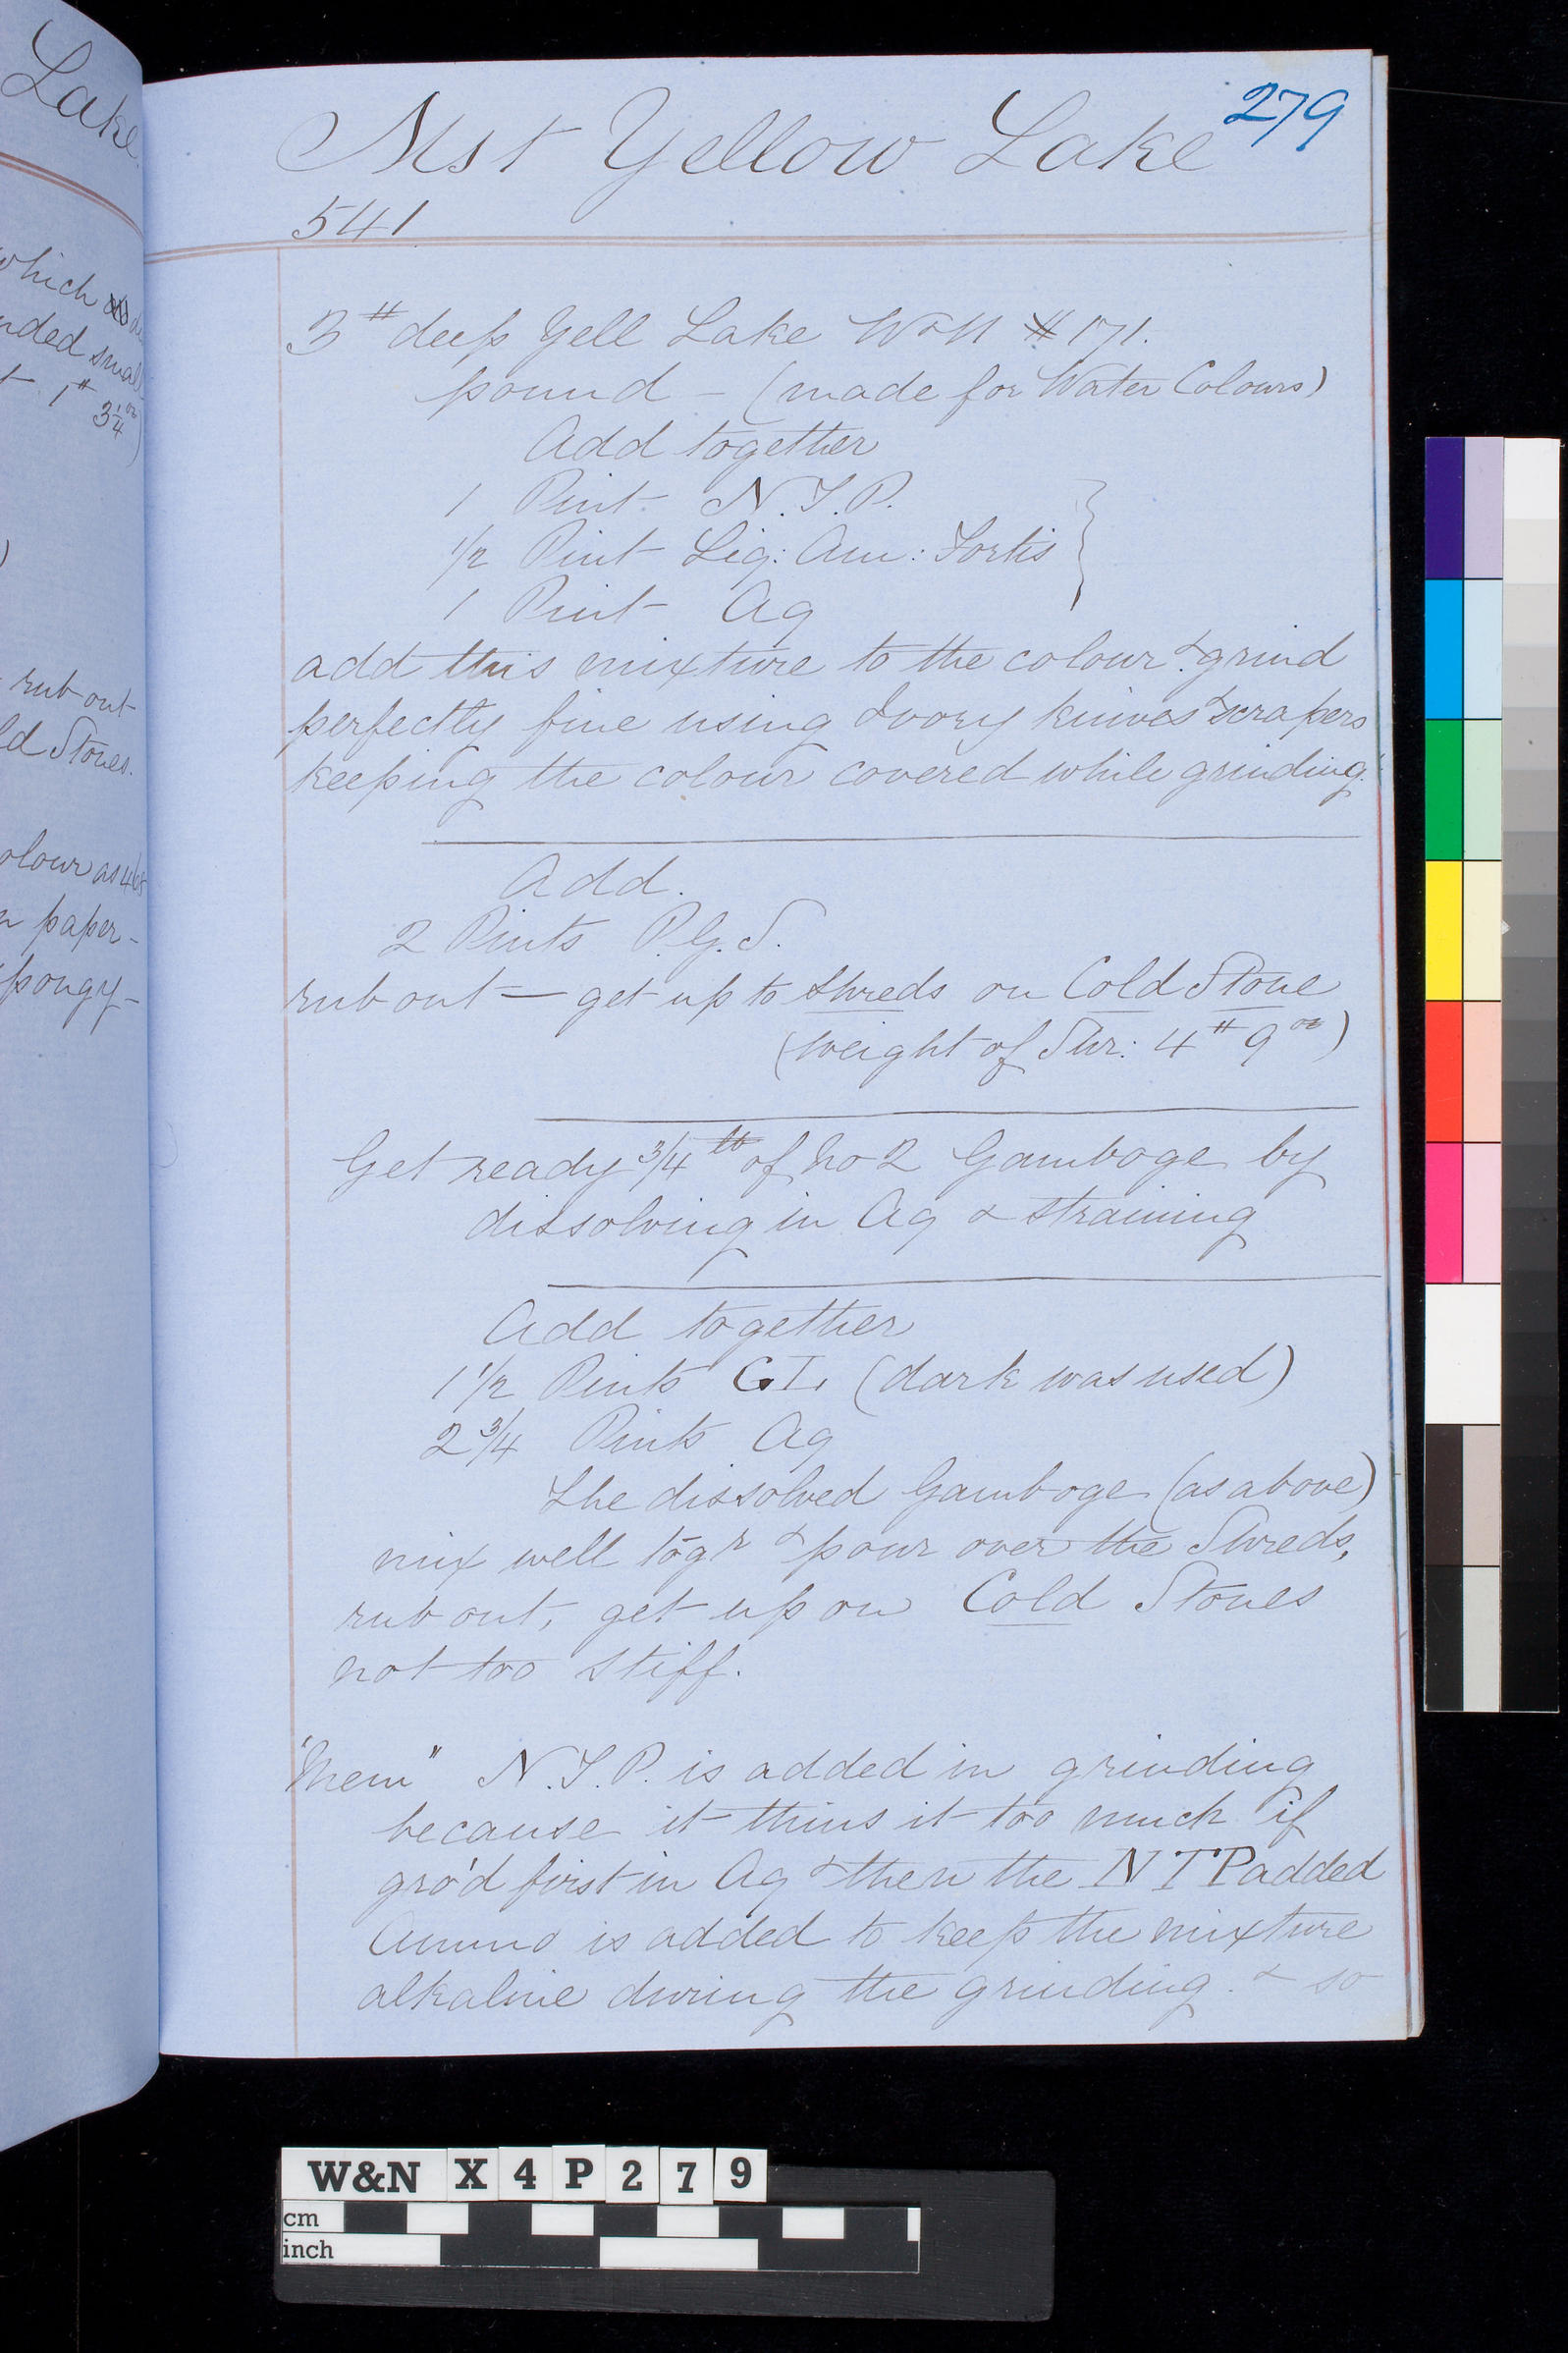 Lake.
which
nded smal
1# 3 1/4 oz)
)
rub out
ld Stones.
olour as 4
n paper -
spongy -
279
Mst Yellow Lake
541
3 # deep Yell Lake W & N # 171.
pound - (made for Water Colours)
Add together
1 Pint N.T.P.
1/2 Pint Liq: Am: Fortis
1 Pint Aq
add this mixture to the colour & grind
perfectly fine using Ivory knives & scrapers
keeping the colour covered while grinding.
Add.
2 Pints P.G.S.
rub out — get up to shreds on Cold Stone
(weight of Shr: 4 # 9 oz)
Get ready 3/4 lb of No 2 Gamboge by
dissolving in Aq & straining
Add together
1 1/2 Pints G.L. (dark was used)
2 3/4 Pints Aq
The dissolved Gamboge (as above)
mix well togr & pour over the Shreds,
rub out, get up on Cold Stones
not too stiff.
"Mem" N.T.P. is added in grinding
because it thins it too much if
gro'd first in Aq & then the N T P added
Ammo is added to keep the mixture
alkaline during the grinding. & so
W&N X 4 P 2 7 9
cm
inch